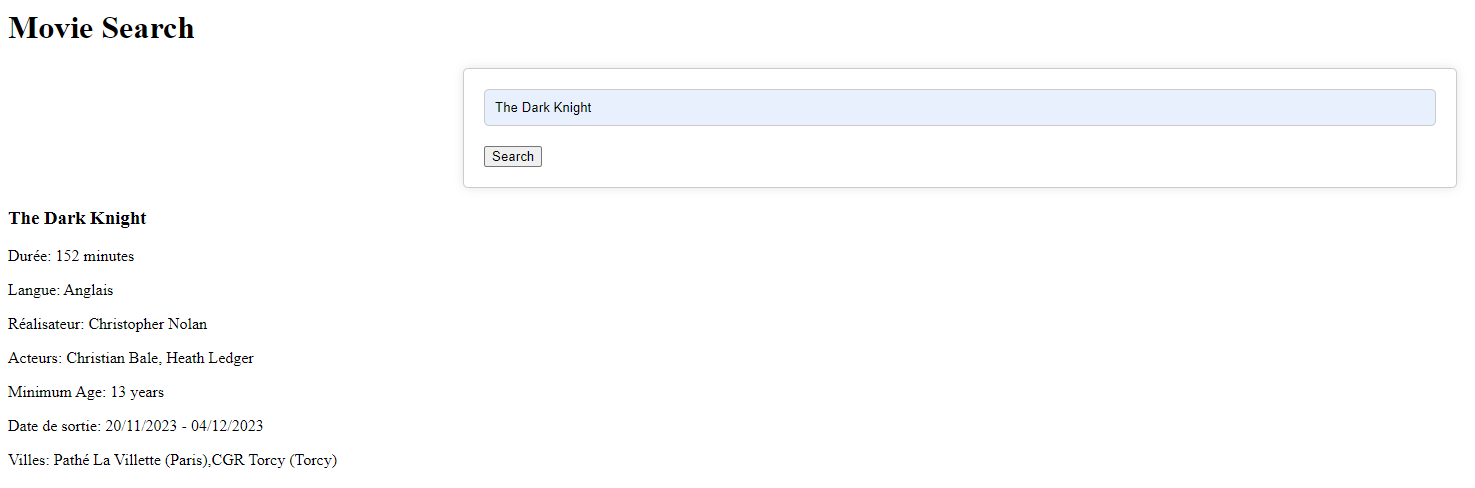 Movie Search
The Dark Knight
Search
The Dark Knight
Durée: 152 minutes
Langue: Anglais
Réalisateur: Christopher Nolan
Acteurs: Christian Bale, Heath Ledger
Minimum Age: 13 years
Date de sortie: 20/11/2023 - 04/12/2023
Villes: Pathé La Villette (Paris),CGR Torcy (Torcy)